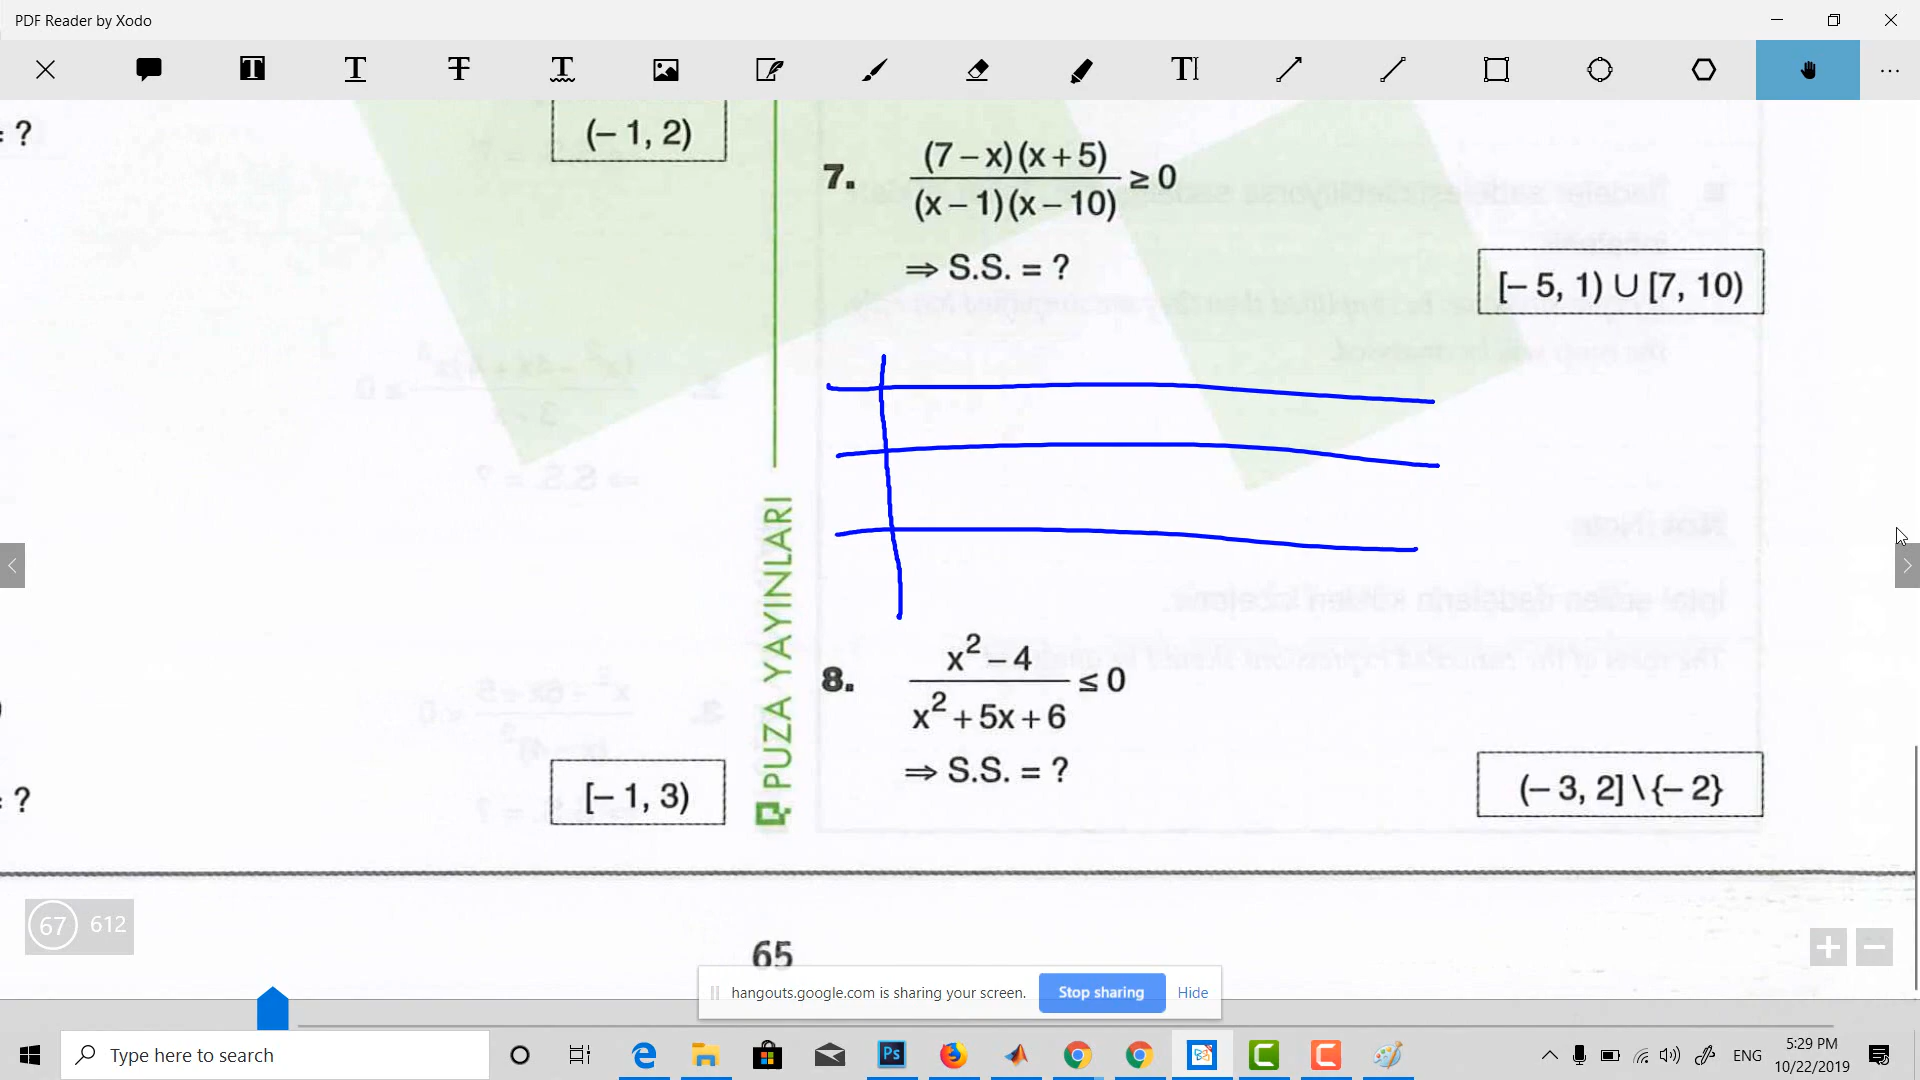 PDF Reader by Xodo
= ?
(– 1, 2)
7. (7 – x)(x + 5)
(x – 1)(x – 10)
≥ 0
⇒ S.S. = ?
[– 5, 1) ∪ [7, 10)
PUZA YAYINLARI
8. x² – 4
x² + 5x + 6
≤ 0
⇒ S.S. = ?
(– 3, 2] \ {– 2}
= ?
[– 1, 3)
67 612
65
hangouts.google.com is sharing your screen. Stop sharing Hide
Type here to search
ENG
5:29 PM
10/22/2019